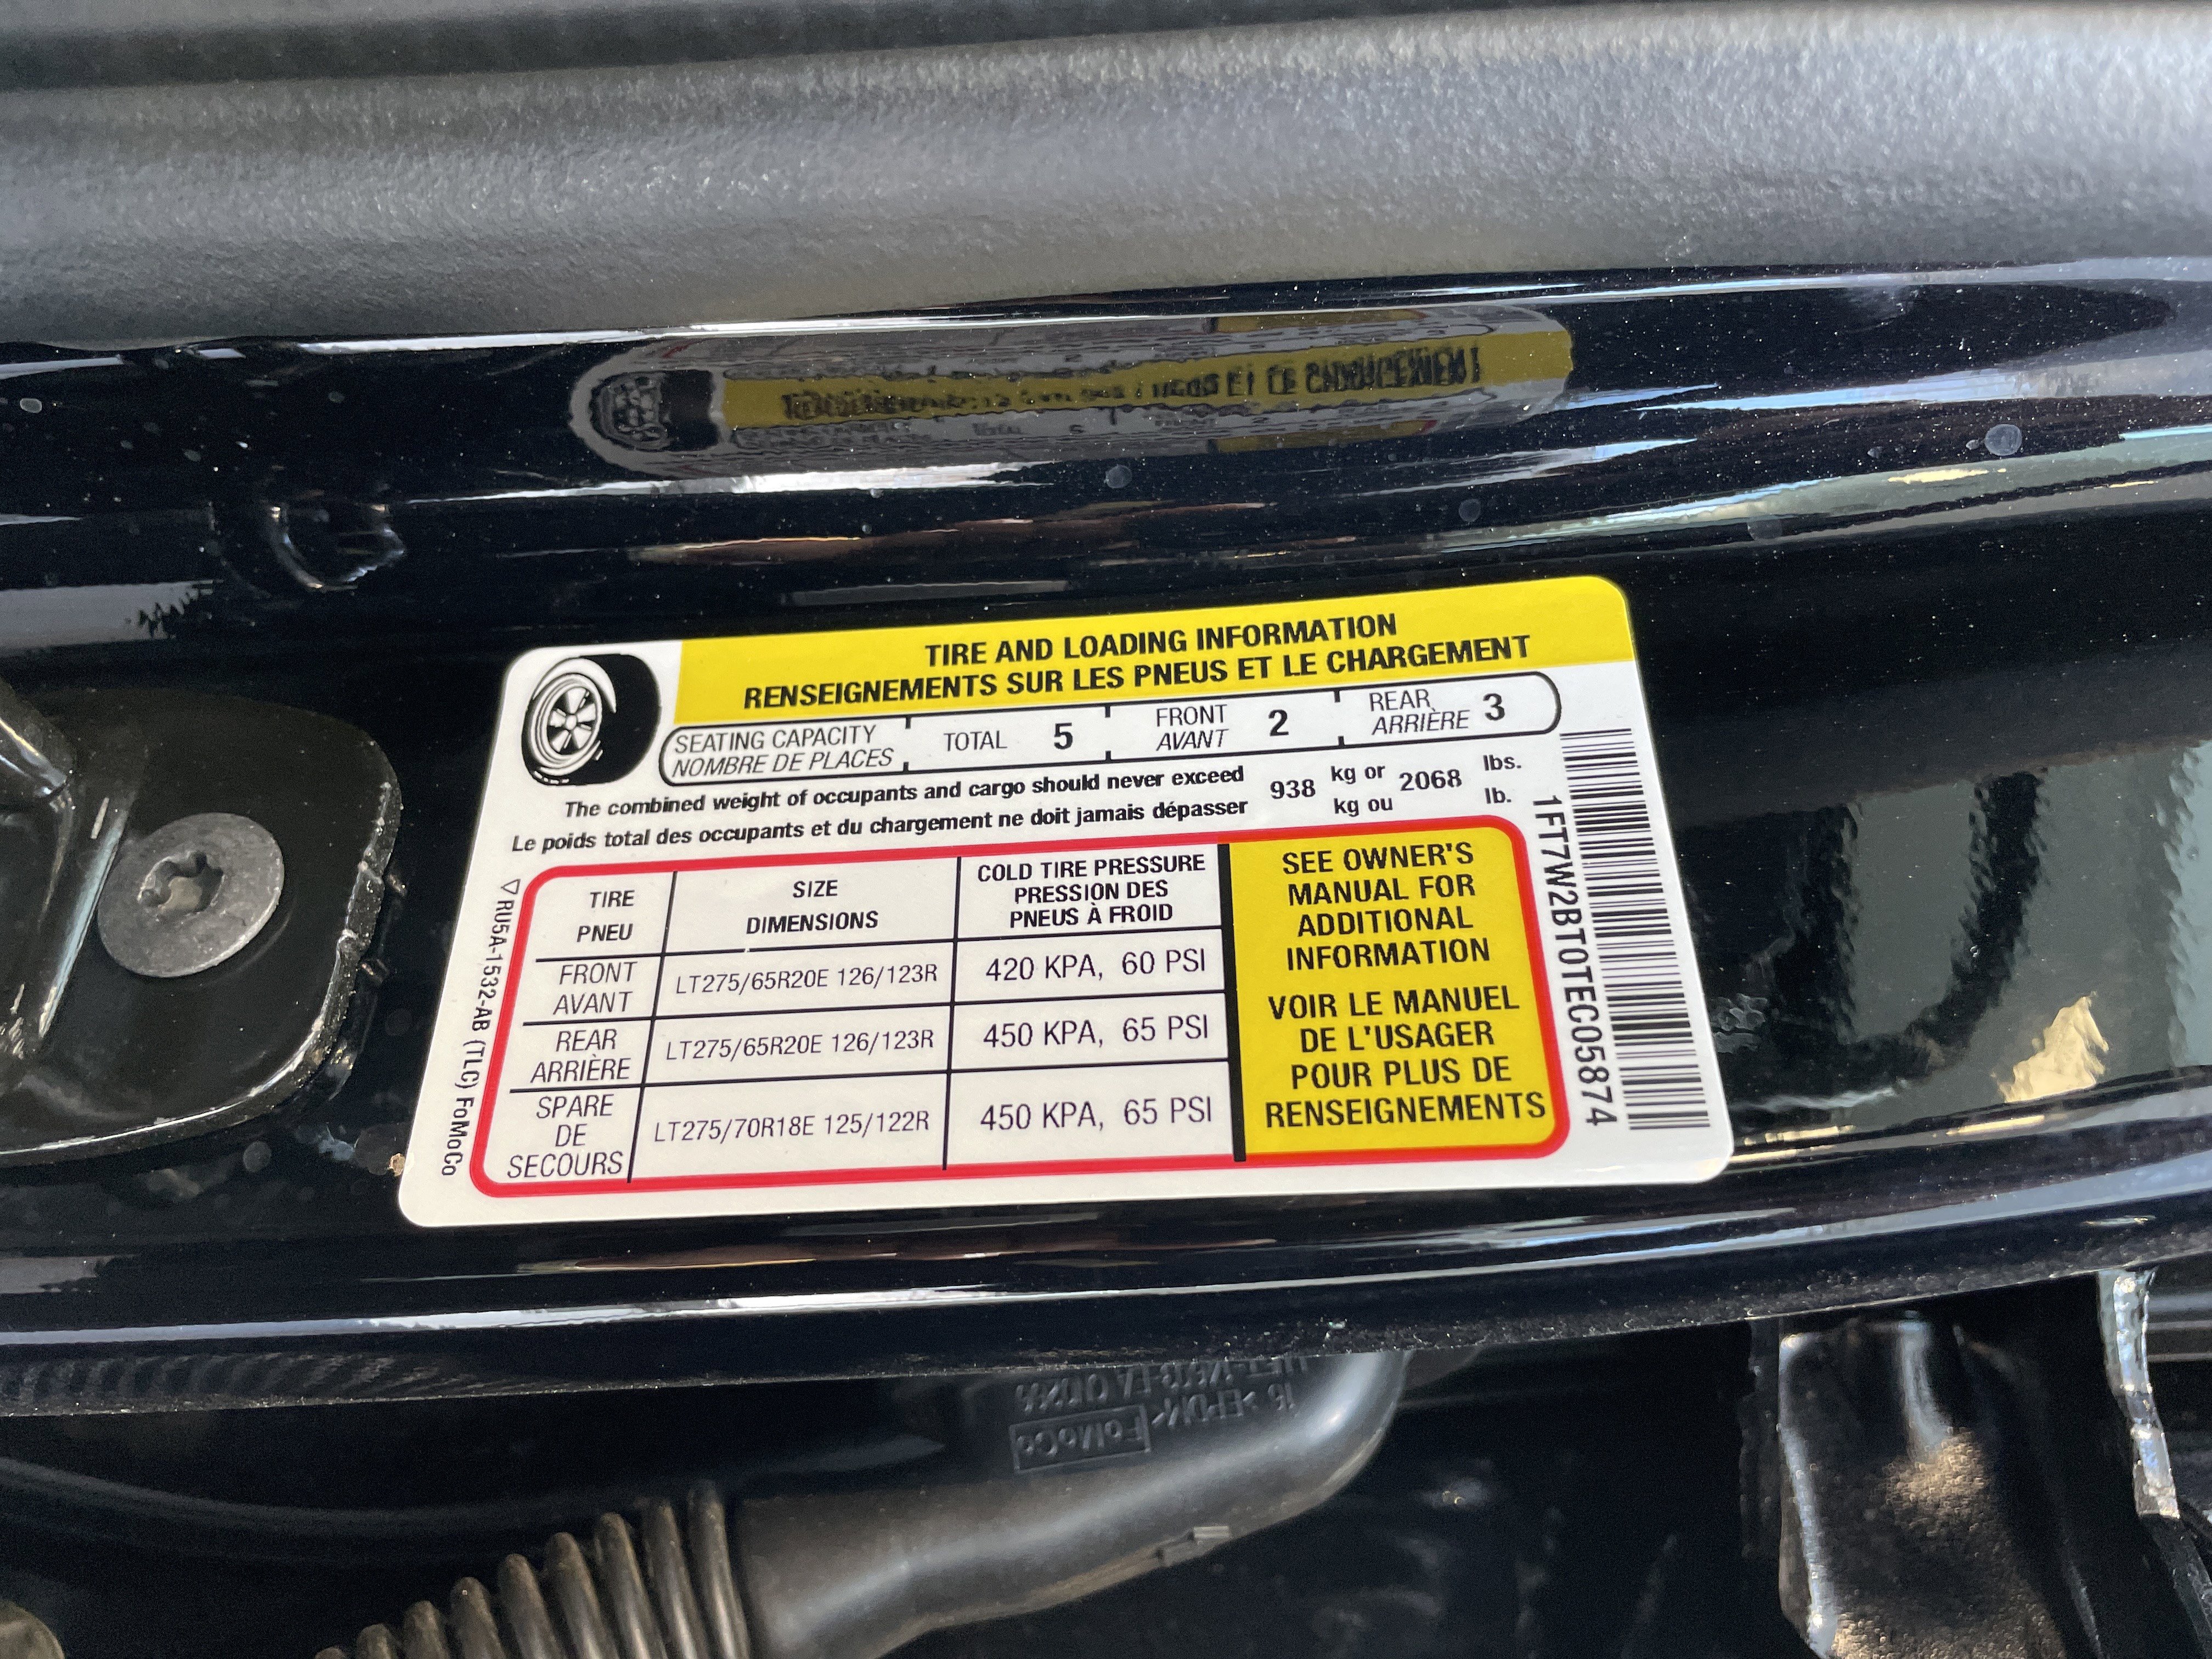 TIRE AND LOADING INFORMATION
RENSEIGNEMENTS SUR LES PNEUS ET LE CHARGEMENT
SEATING CAPACITY
NOMBRE DE PLACES
TOTAL 5
FRONT
AVANT
2
REAR
ARRIÈRE
3
The combined weight of occupants and cargo should never exceed 938 kg or 2068 lbs.
Le poids total des occupants et du chargement ne doit jamais dépasser kg ou lb.
TIRE
PNEU
SIZE
DIMENSIONS
COLD TIRE PRESSURE
PRESSION DES
PNEUS À FROID
FRONT
AVANT
LT275/65R20E 126/123R
420 KPA, 60 PSI
REAR
ARRIÈRE
LT275/65R20E 126/123R
450 KPA, 65 PSI
SPARE
DE
SECOURS
LT275/70R18E 125/122R
450 KPA, 65 PSI
SEE OWNER'S
MANUAL FOR
ADDITIONAL
INFORMATION
VOIR LE MANUEL
DE L'USAGER
POUR PLUS DE
RENSEIGNEMENTS
1FT7W2BT0TEC05874
RU5A-1532-AB (TLC) FoMoCo
FoMoCo